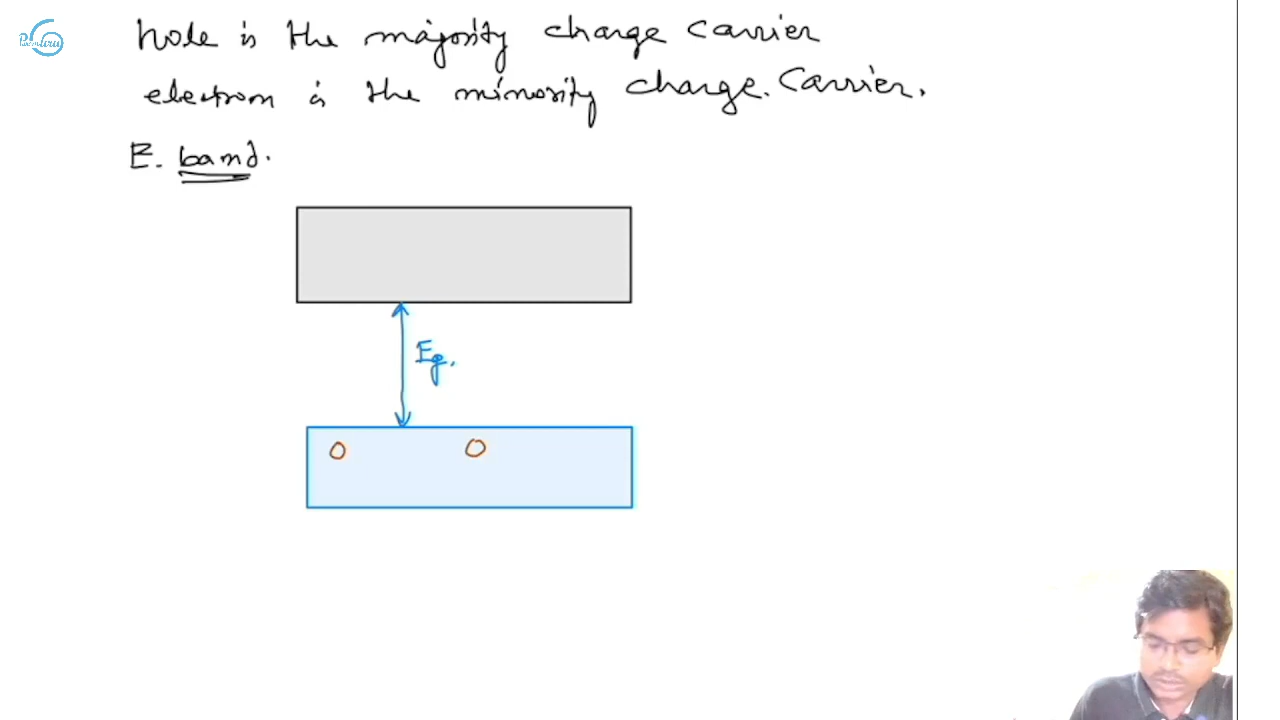 hole is the majority charge carrier
electron is the minority charge. Carrier.
E. band.
Eg.